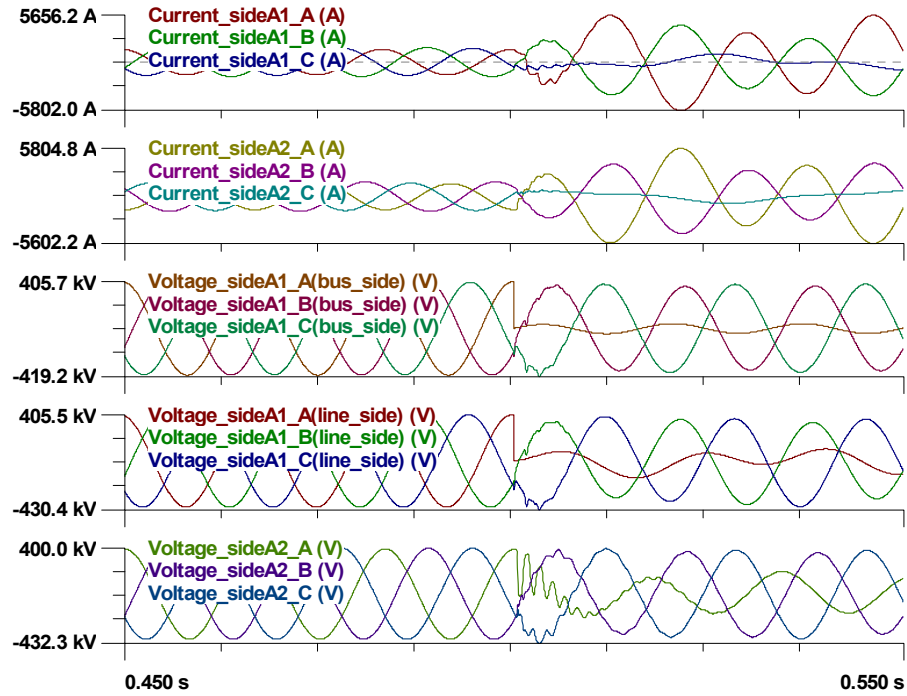 5656.2 A
Current_sideA1_A (A)
Current_sideA1_B (A)
Current_sideA1_C (A)
-5802.0 A
5804.8 A
Current_sideA2_A (A)
Current_sideA2_B (A)
Current_sideA2_C (A)
-5602.2 A
405.7 kV
Voltage_sideA1_A(bus_side) (V)
Voltage_sideA1_B(bus_side) (V)
Voltage_sideA1_C(bus_side) (V)
-419.2 kV
405.5 kV
Voltage_sideA1_A(line_side) (V)
Voltage_sideA1_B(line_side) (V)
Voltage_sideA1_C(line_side) (V)
-430.4 kV
400.0 kV
Voltage_sideA2_A (V)
Voltage_sideA2_B (V)
Voltage_sideA2_C (V)
-432.3 kV
0.450 s 0.550 s